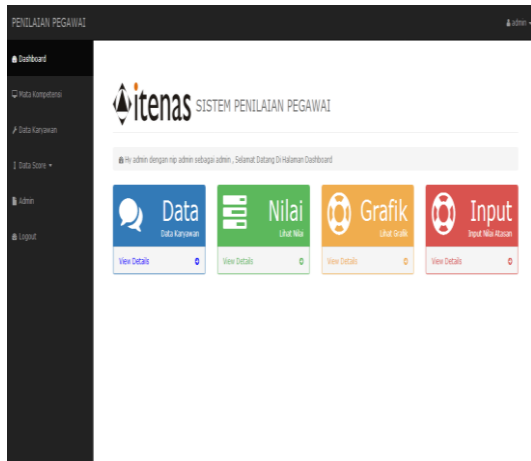 PENILAIAN PEGAWAI
admin
Dashboard
Mata Kompetensi
Data Karyawan
Data Score
Admin
Logout
itenas SISTEM PENILAIAN PEGAWAI
Hy admin dengan nip admin sebagai admin , Selamat Datang Di Halaman Dashboard
Data
Data Karyawan
View Details
Nilai
Lihat Nilai
View Details
Grafik
Lihat Grafik
View Details
Input
Input Nilai Atasan
View Details